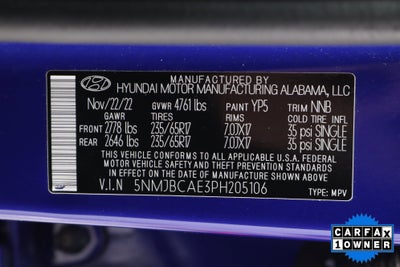 MANUFACTURED BY
HYUNDAI MOTOR MANUFACTURING ALABAMA, LLC
Nov/22/22 GVWR 4761 lbs PAINT YP5 TRIM NNB
GAWR TIRES RIMS COLD TIRE INFL
FRONT 2778 lbs 235/65R17 7.0JX17 35 psi SINGLE
REAR 2646 lbs 235/65R17 7.0JX17 35 psi SINGLE
THIS VEHICLE CONFORMS TO ALL APPLICABLE U.S. FEDERAL
MOTOR VEHICLE SAFETY, BUMPER, AND THEFT PREVENTION
STANDARDS IN EFFECT ON THE DATE OF MANUFACTURE SHOWN ABOVE.
V.I.N 5NMJBCAE3PH205106 TYPE: MPV
CARFAX
1OWNER